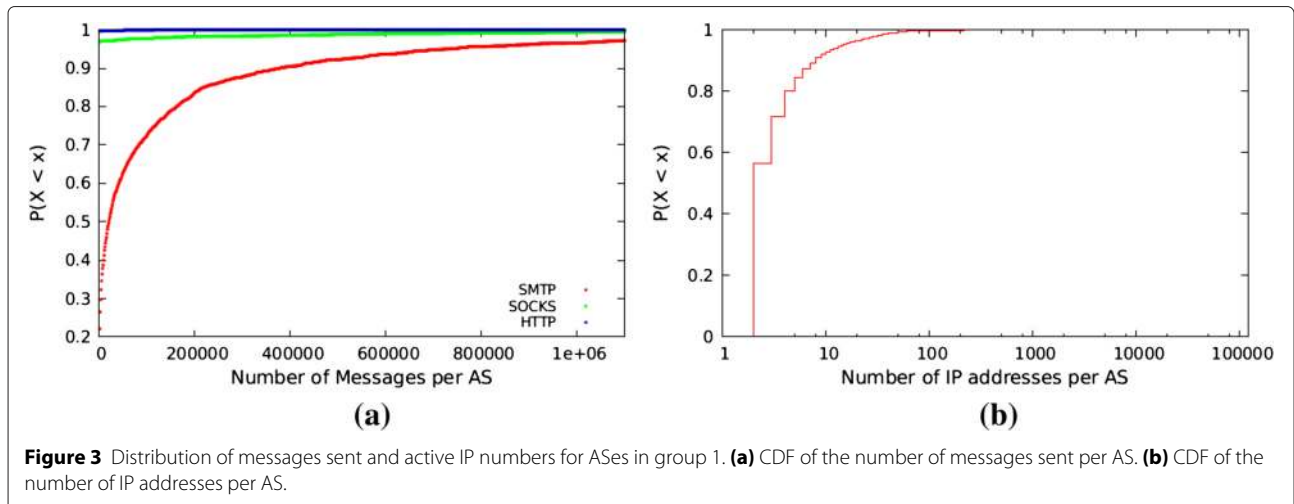 1
0.9
0.8
0.7
0.6
0.5
0.4
0.3
0.2
P(X < x)
0
200000
400000
600000
800000
1e+06
Number of Messages per AS
SMTP
SOCKS
HTTP
(a)
1
0.8
0.6
0.4
0.2
0
P(X < x)
1
10
100
1000
10000
100000
Number of IP addresses per AS
(b)
Figure 3 Distribution of messages sent and active IP numbers for ASes in group 1. (a) CDF of the number of messages sent per AS. (b) CDF of the
number of IP addresses per AS.